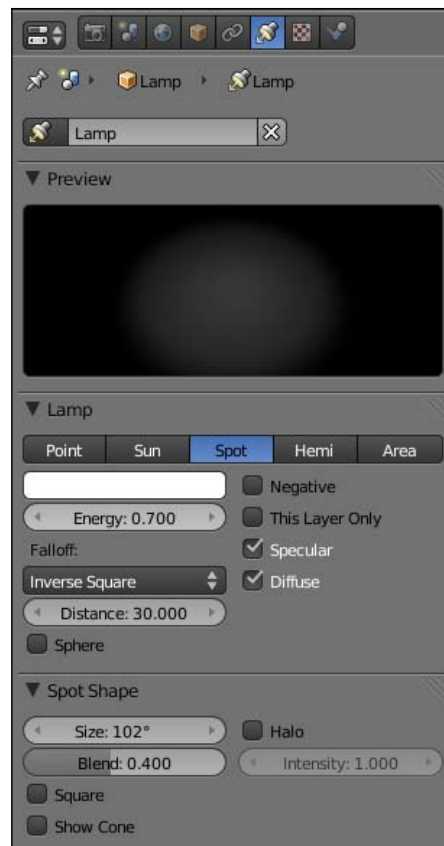 Lamp Lamp
Lamp
Preview
Lamp
Point Sun Spot Hemi Area
Negative
Energy: 0.700 This Layer Only
Falloff: Specular
Inverse Square Diffuse
Distance: 30.000
Sphere
Spot Shape
Size: 102° Halo
Blend: 0.400 Intensity: 1.000
Square
Show Cone